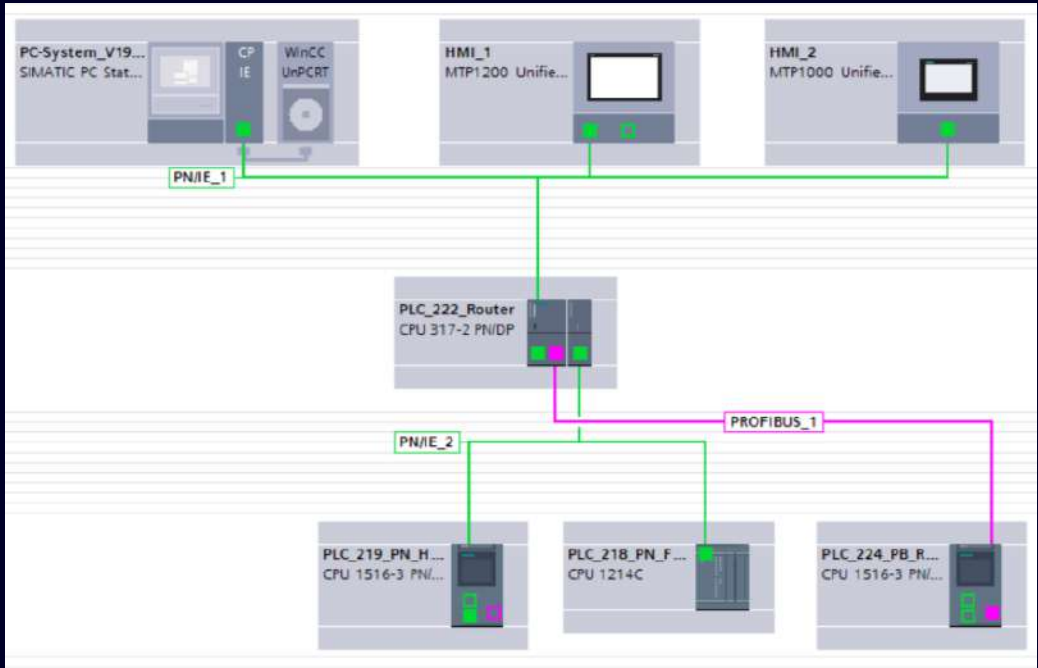 PC-System_V19...
SIMATIC PC Stat...
CP
IE
WinCC
UnPCRT
HMI_1
MTP1200 Unifie...
HMI_2
MTP1000 Unifie...
PN/IE_1
PLC_222_Router
CPU 317-2 PN/DP
PROFIBUS_1
PN/IE_2
PLC_219_PN_H...
CPU 1516-3 PN/...
PLC_218_PN_F...
CPU 1214C
PLC_224_PB_R...
CPU 1516-3 PN/...